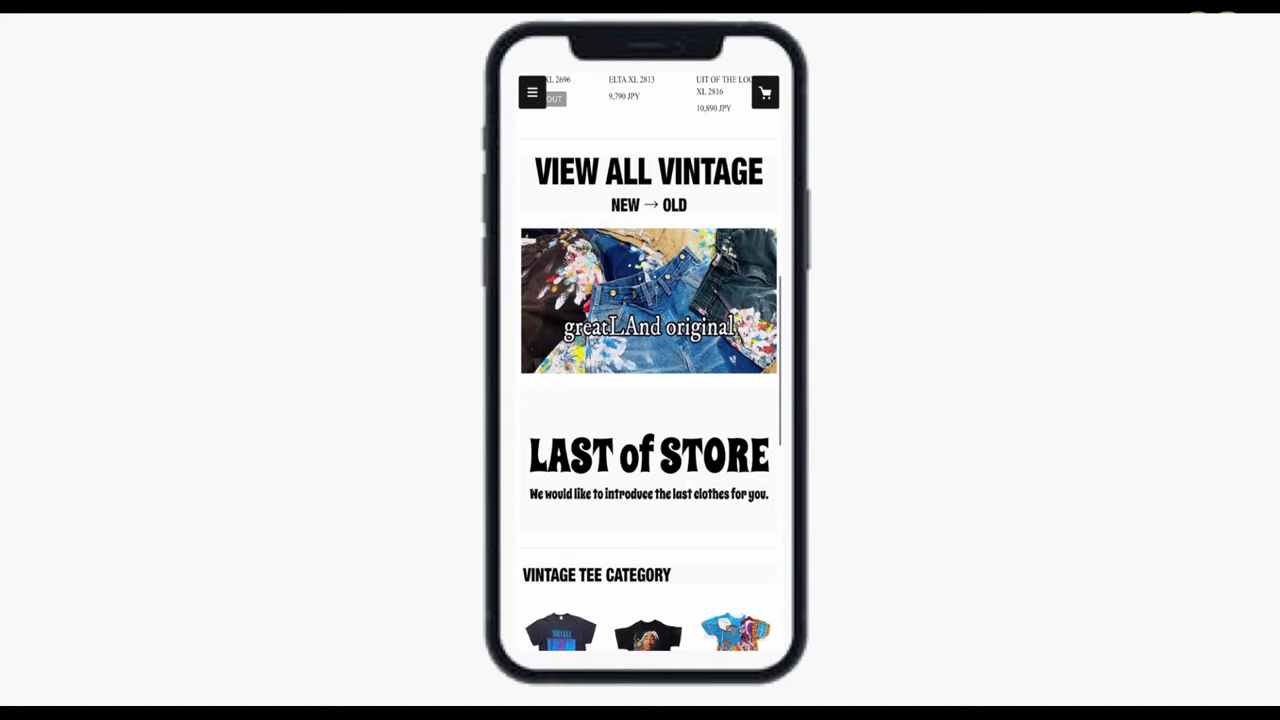 XL 2696
OUT
ELTA XL 2813
9,790 JPY
UIT OF THE LOO
XL 2816
10,890 JPY
VIEW ALL VINTAGE
NEW → OLD
greatLAnd original
LAST of STORE
We would like to introduce the last clothes for you.
VINTAGE TEE CATEGORY
NIRVANA